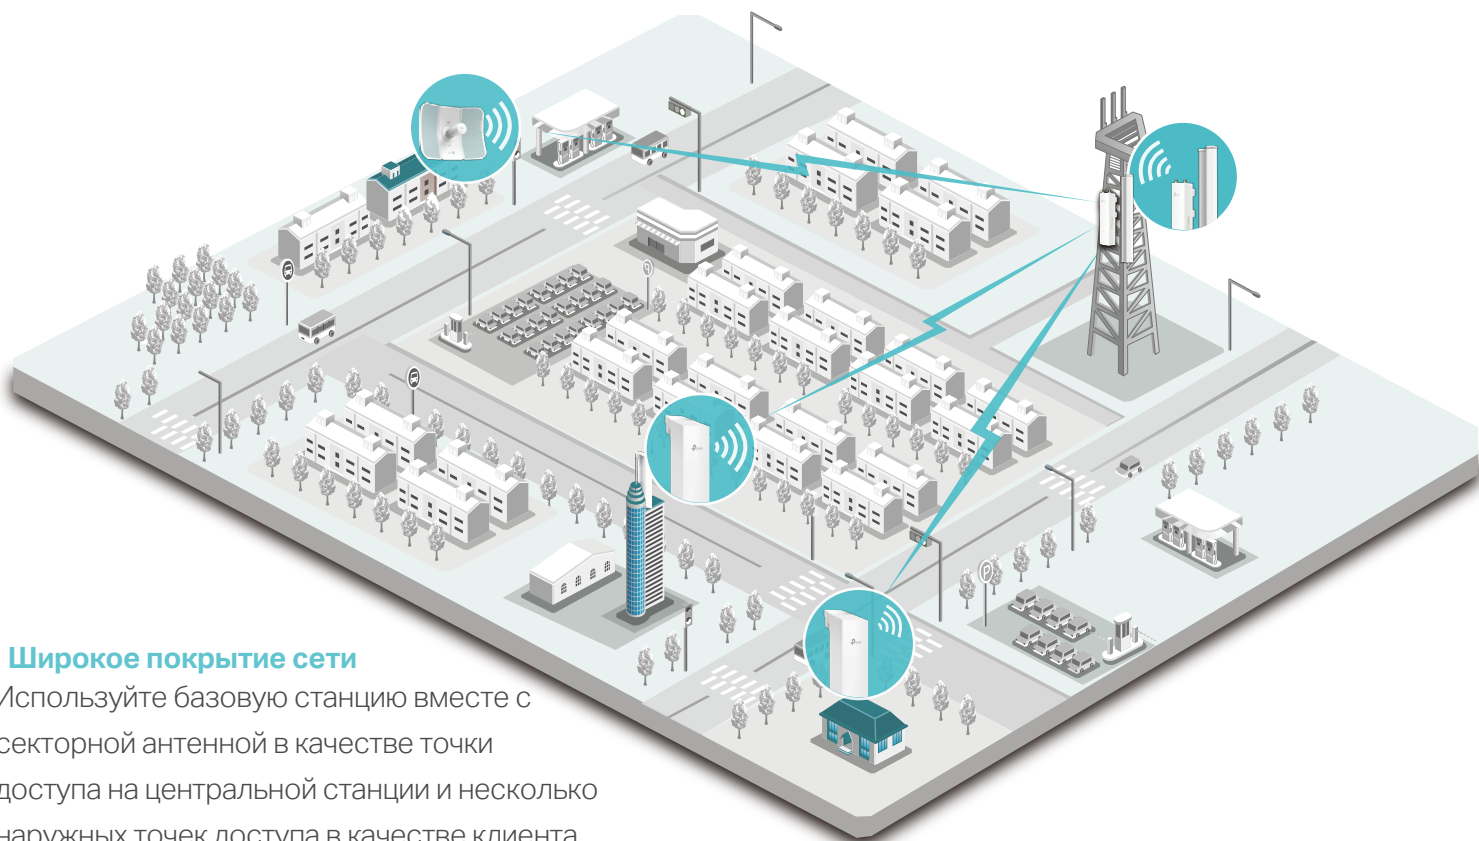 Широкое покрытие сети
Используйте базовую станцию вместе с
секторной антенной в качестве точки
доступа на центральной станции и несколько
наружных точек доступа в качестве клиента
P